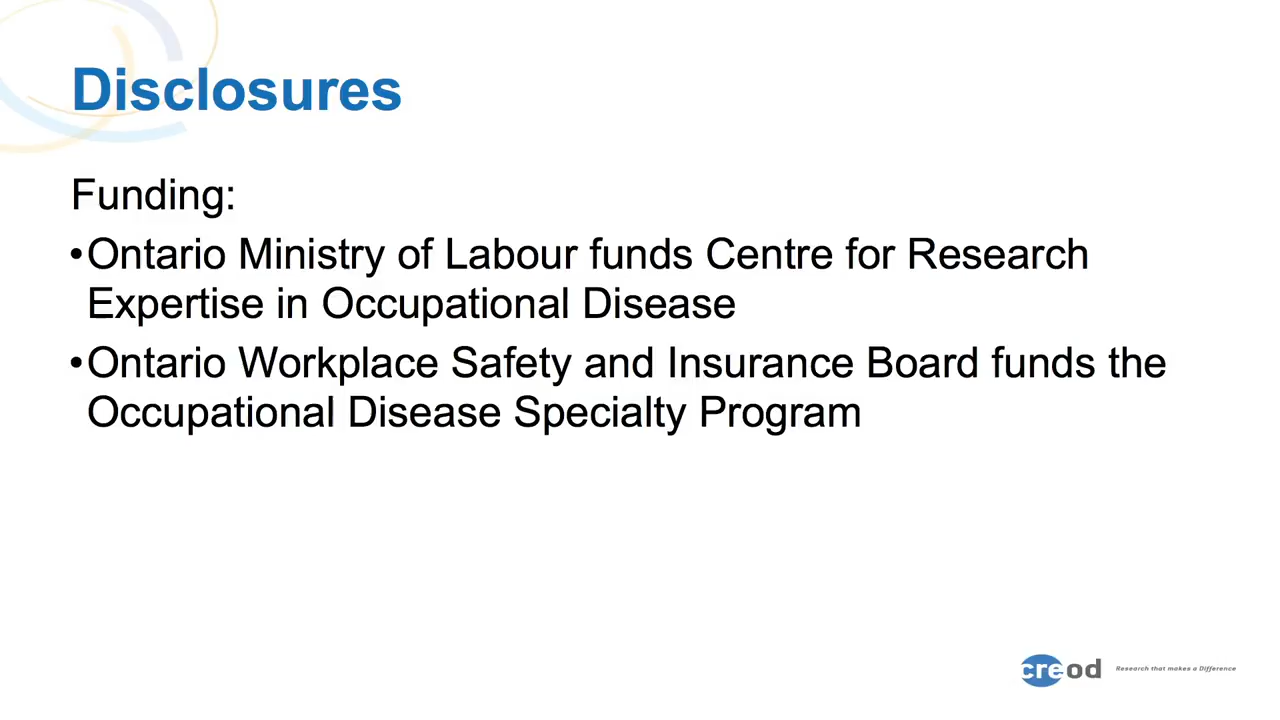 Disclosures
Funding:
•Ontario Ministry of Labour funds Centre for Research
Expertise in Occupational Disease
•Ontario Workplace Safety and Insurance Board funds the
Occupational Disease Specialty Program
creod Research that makes a Difference